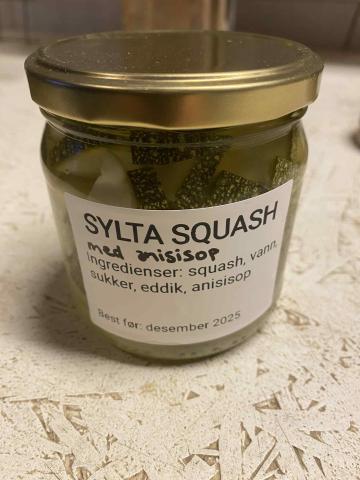 SYLTA SQUASH
med anisisop
ingredienser: squash, vann,
sukker, eddik, anisisop
Best før: desember 2025